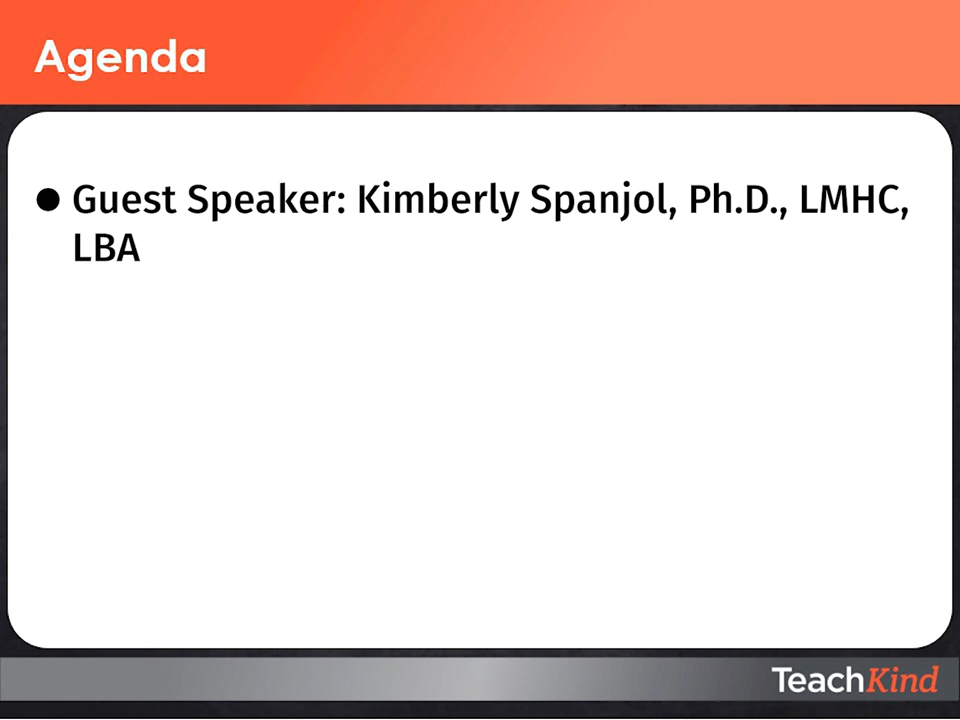 Agenda
● Guest Speaker: Kimberly Spanjol, Ph.D., LMHC,
LBA
TeachKind